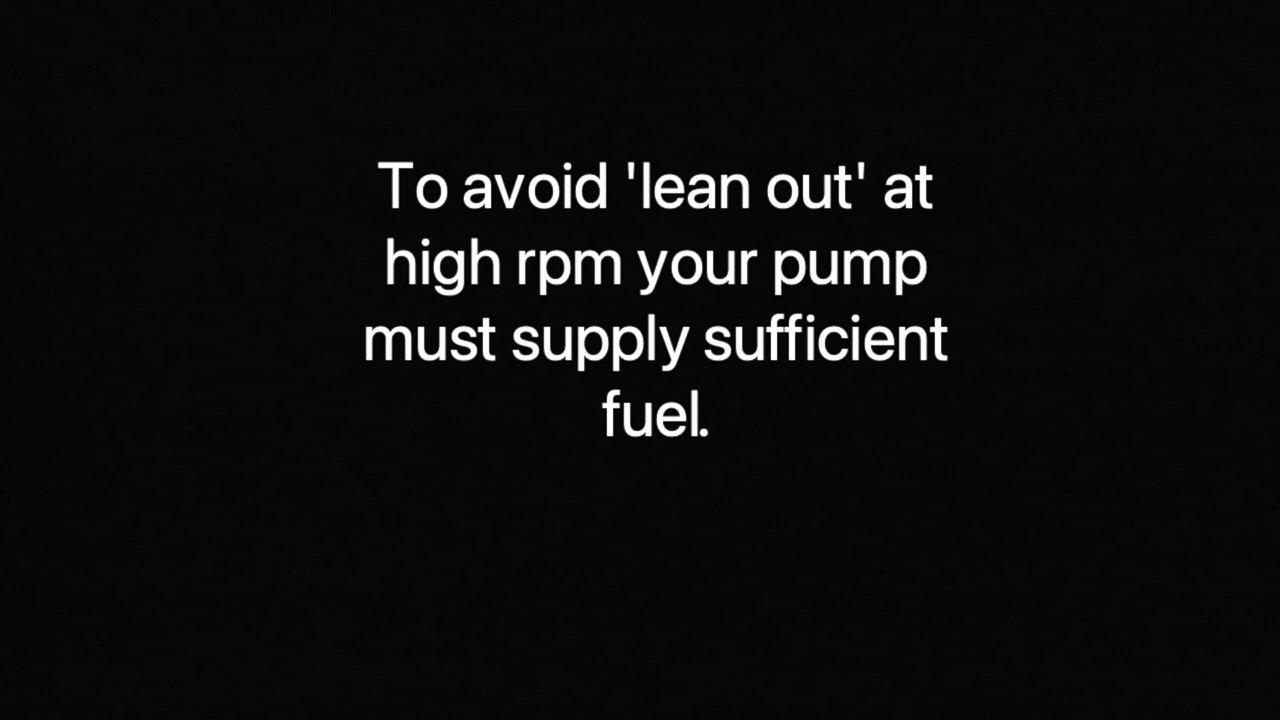 To avoid 'lean out' at
high rpm your pump
must supply sufficient
fuel.